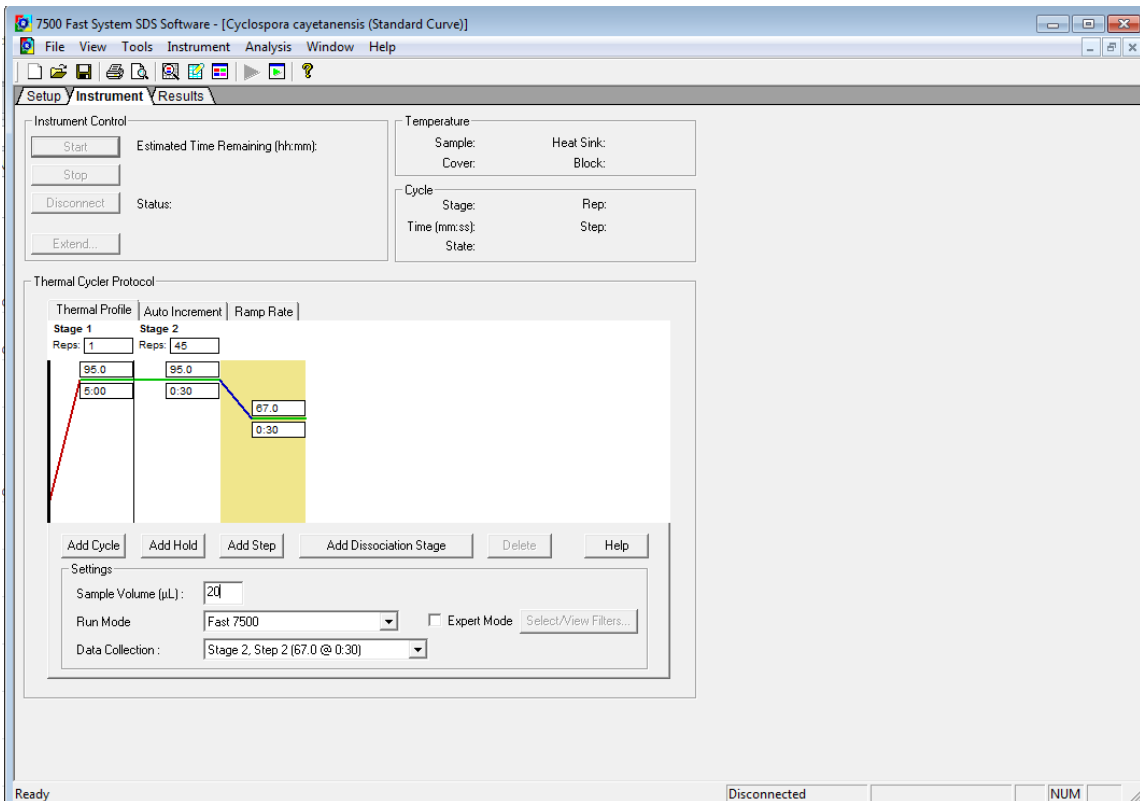 7500 Fast System SDS Software - [Cyclospora cayetanensis (Standard Curve)]
File View Tools Instrument Analysis Window Help
Setup Instrument Results
Instrument Control
Start Estimated Time Remaining (hh:mm):
Stop
Disconnect Status:
Extend...
Temperature
Sample: Heat Sink:
Cover: Block:
Cycle
Stage: Rep:
Time (mm:ss): Step:
State:
Thermal Cycler Protocol
Thermal Profile Auto Increment Ramp Rate
Stage 1 Stage 2
Reps: 1 Reps: 45
95.0 95.0
5:00 0:30
67.0
0:30
Add Cycle Add Hold Add Step Add Dissociation Stage Delete Help
Settings
Sample Volume (µL) : 20
Run Mode Fast 7500 Expert Mode Select/View Filters...
Data Collection : Stage 2, Step 2 (67.0 @ 0:30)
Ready Disconnected NUM